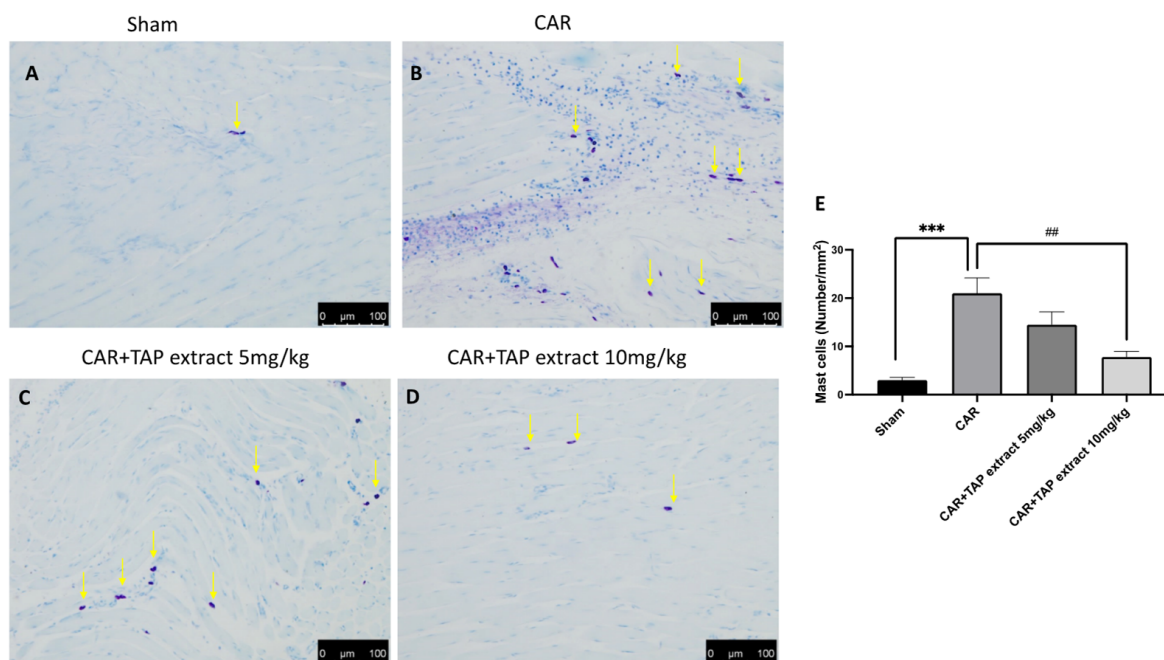 Sham
CAR
A
B
0 µm 100
0 µm 100
CAR+TAP extract 5mg/kg
CAR+TAP extract 10mg/kg
C
D
0 µm 100
0 µm 100
E
Mast cells (Number/mm²)
30
20
10
0
***
##
Sham
CAR
CAR+TAP extract 5mg/kg
CAR+TAP extract 10mg/kg